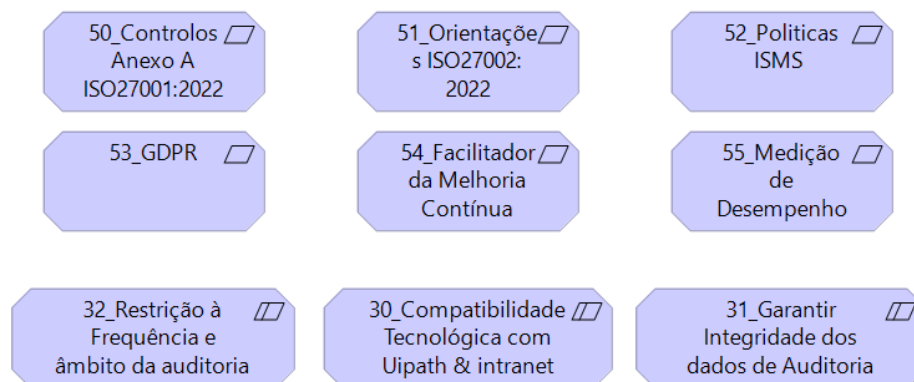 50_Controlos
Anexo A
ISO27001:2022
51_Orientaçõe
s ISO27002:
2022
52_Politicas
ISMS
53_GDPR
54_Facilitador
da Melhoria
Contínua
55_Medição
de
Desempenho
32_Restrição à
Frequência e
âmbito da auditoria
30_Compatibilidade
Tecnológica com
Uipath & intranet
31_Garantir
Integridade dos
dados de Auditoria